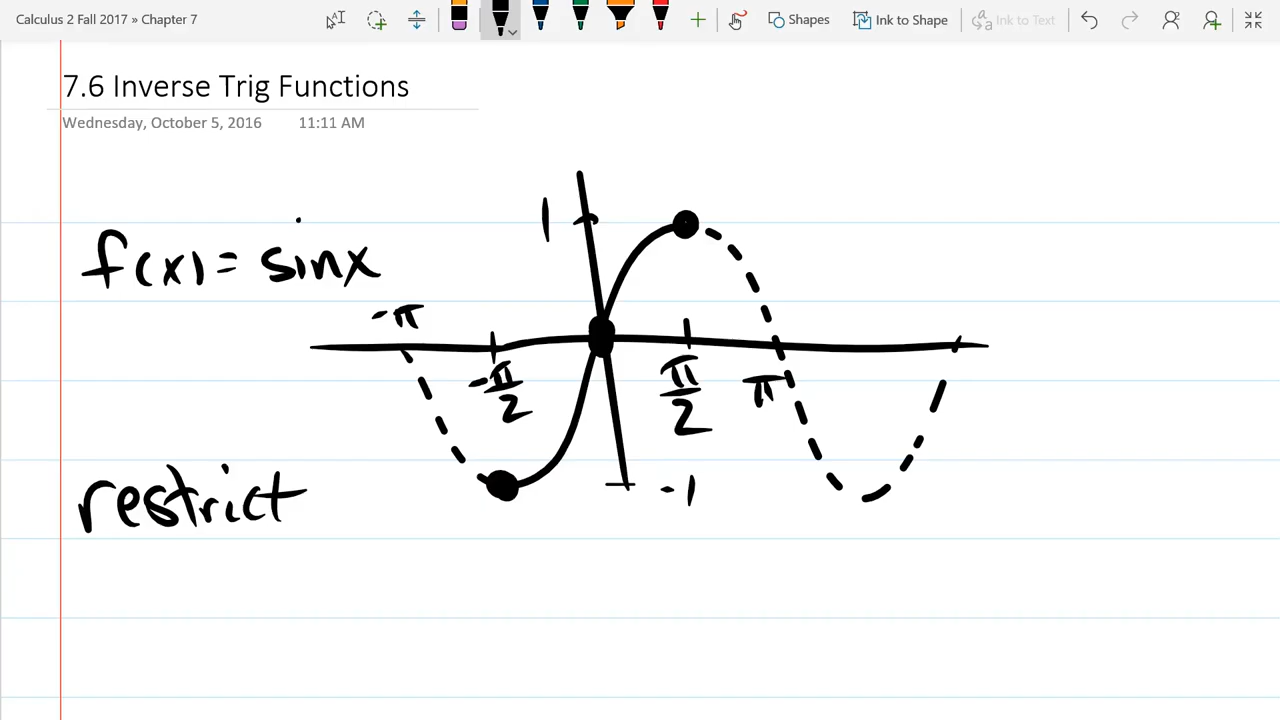 Calculus 2 Fall 2017 » Chapter 7
Shapes
Ink to Shape
Ink to Text
7.6 Inverse Trig Functions
Wednesday, October 5, 2016 11:11 AM
1
f(x) = sinx
-π
-π/2
π/2
π
-1
restrict